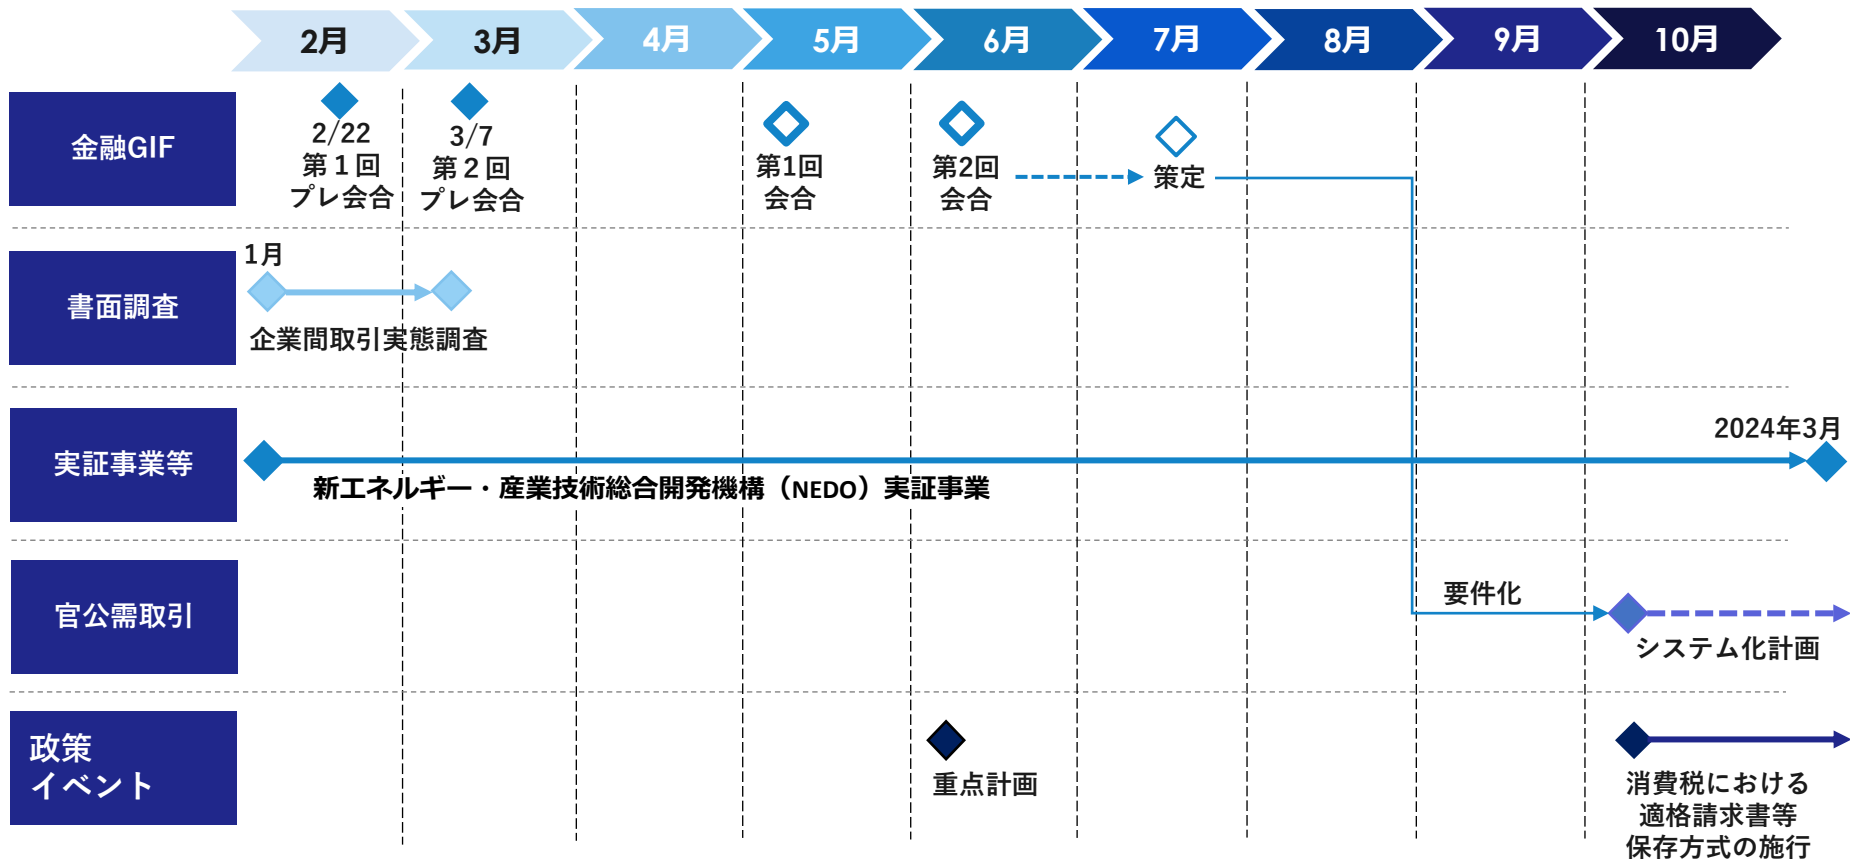 2月
3月
4月
5月
6月
7月
8月
9月
10月
金融GIF
2/22
第１回
プレ会合
3/7
第２回
プレ会合
第1回
会合
第2回
会合
策定
書面調査
1月
企業間取引実態調査
実証事業等
2024年3月
新エネルギー・産業技術総合開発機構（NEDO）実証事業
官公需取引
要件化
システム化計画
政策
イベント
重点計画
消費税における
適格請求書等
保存方式の施行